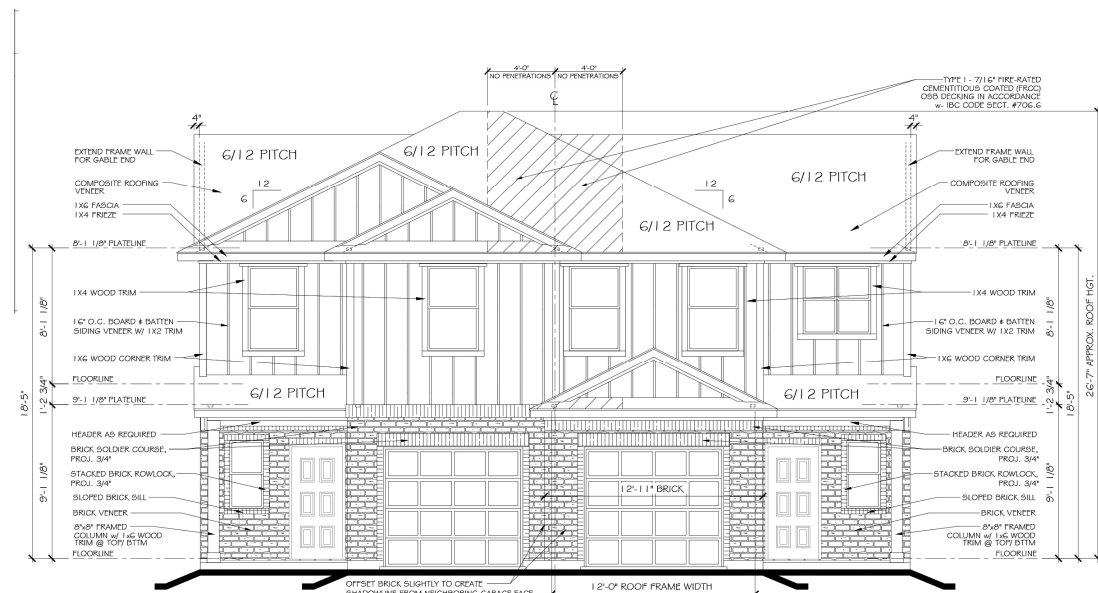 4'-0"
4'-0"
NO PENETRATIONS
NO PENETRATIONS
TYPE I - 7/16" FIRE-RATED
CEMENTITIOUS COATED (FRCC)
OSB DECKING IN ACCORDANCE
w- IBC CODE SECT. #706.6
CL
4"
4"
6/12 PITCH
6/12 PITCH
6/12 PITCH
6/12 PITCH
EXTEND FRAME WALL
FOR GABLE END
COMPOSITE ROOFING
VENEER
1X6 FASCIA
1X4 FRIEZE
8'-1 1/8" PLATELINE
12
6
12
6
EXTEND FRAME WALL
FOR GABLE END
COMPOSITE ROOFING
VENEER
1X6 FASCIA
1X4 FRIEZE
8'-1 1/8" PLATELINE
1X4 WOOD TRIM
16" O.C. BOARD & BATTEN
SIDING VENEER W/ 1X2 TRIM
1X6 WOOD CORNER TRIM
FLOORLINE
9'-1 1/8" PLATELINE
6/12 PITCH
6/12 PITCH
1X4 WOOD TRIM
16" O.C. BOARD & BATTEN
SIDING VENEER W/ 1X2 TRIM
1X6 WOOD CORNER TRIM
FLOORLINE
9'-1 1/8" PLATELINE
8'-1 1/8"
1'-2 3/4"
9'-1 1/8"
18'-5"
8'-1 1/8"
1'-2 3/4"
9'-1 1/8"
18'-5"
26'-7" APPROX. ROOF HGT.
HEADER AS REQUIRED
BRICK SOLDIER COURSE,
PROJ. 3/4"
STACKED BRICK ROWLOCK,
PROJ. 3/4"
SLOPED BRICK SILL
BRICK VENEER
8"x8" FRAMED
COLUMN w/ 1x6 WOOD
TRIM @ TOP/ BTTM
FLOORLINE
12'-11" BRICK
HEADER AS REQUIRED
BRICK SOLDIER COURSE,
PROJ. 3/4"
STACKED BRICK ROWLOCK,
PROJ. 3/4"
SLOPED BRICK SILL
BRICK VENEER
8"x8" FRAMED
COLUMN w/ 1x6 WOOD
TRIM @ TOP/ BTTM
FLOORLINE
OFFSET BRICK SLIGHTLY TO CREATE
SHADOWLINE FROM NEIGHBORING GARAGE FACE
12'-0" ROOF FRAME WIDTH